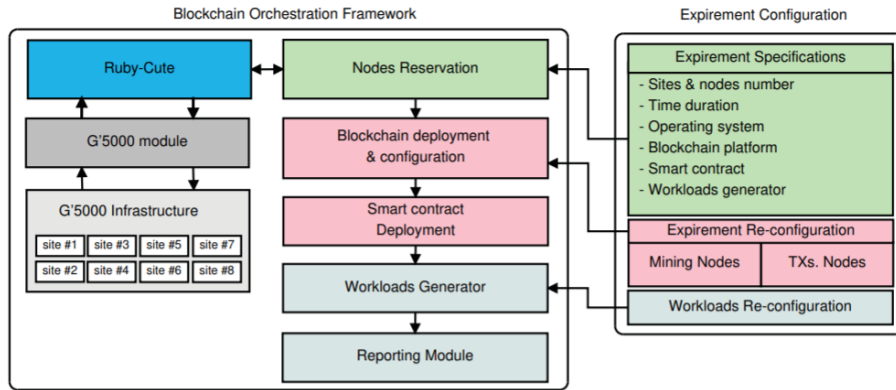 Blockchain Orchestration Framework
Ruby-Cute
G'5000 module
G'5000 Infrastructure
site #1 site #3 site #5 site #7
site #2 site #4 site #6 site #8
Nodes Reservation
Blockchain deployment
& configuration
Smart contract
Deployment
Workloads Generator
Reporting Module
Expirement Configuration
Expirement Specifications
- Sites & nodes number
- Time duration
- Operating system
- Blockchain platform
- Smart contract
- Workloads generator
Expirement Re-configuration
Mining Nodes
TXs. Nodes
Workloads Re-configuration